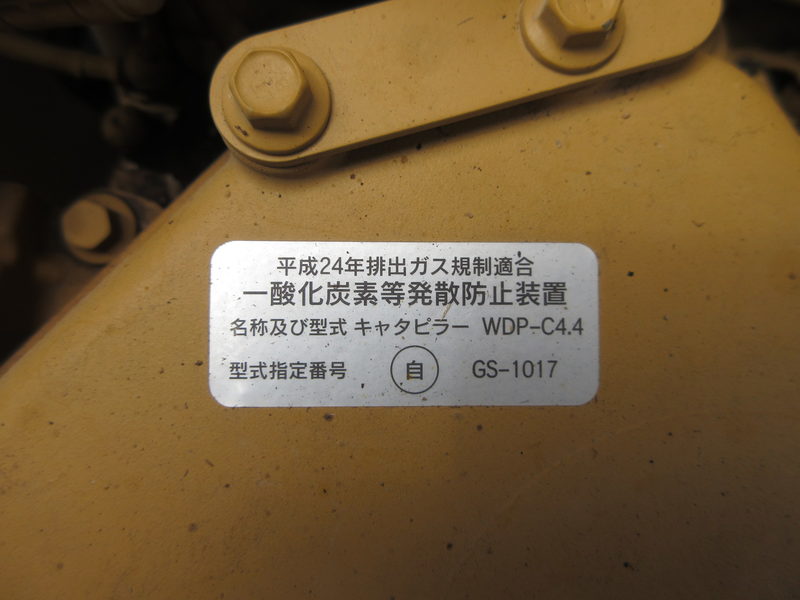 平成24年排出ガス規制適合
一酸化炭素等発散防止装置
名称及び型式 キャタピラー WDP-C4.4
型式指定番号 自 GS-1017